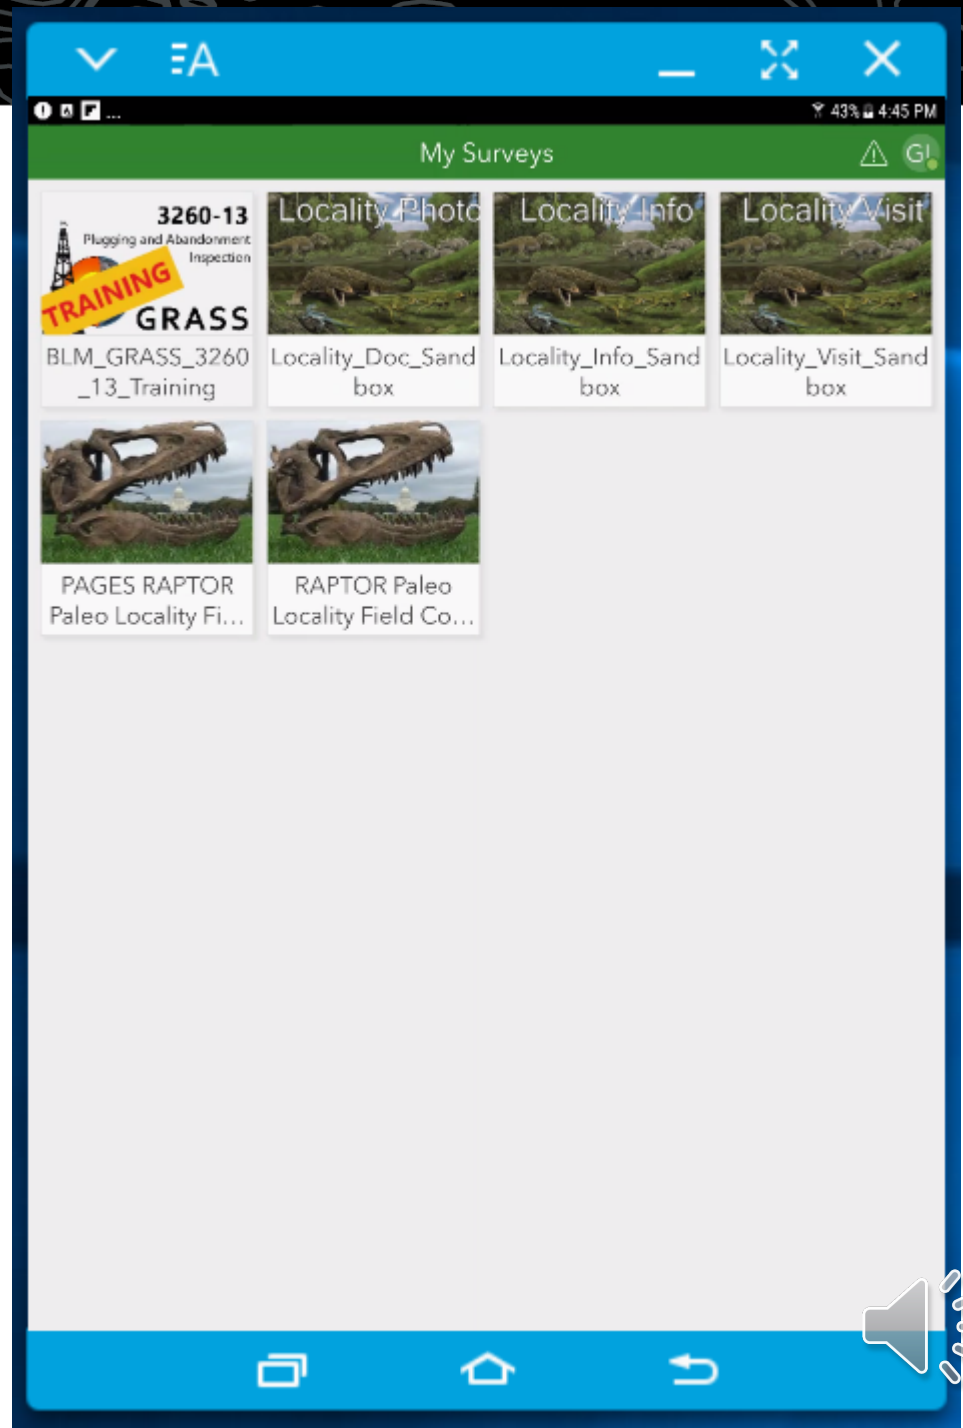 A
... 43% 4:45 PM
My Surveys
GL
3260-13
Plugging and Abandonment
Inspection
TRAINING
GRASS
BLM_GRASS_3260
_13_Training
Locality Photo
Locality_Doc_Sand
box
Locality Info
Locality_Info_Sand
box
Locality Visit
Locality_Visit_Sand
box
PAGES RAPTOR
Paleo Locality Fi...
RAPTOR Paleo
Locality Field Co...